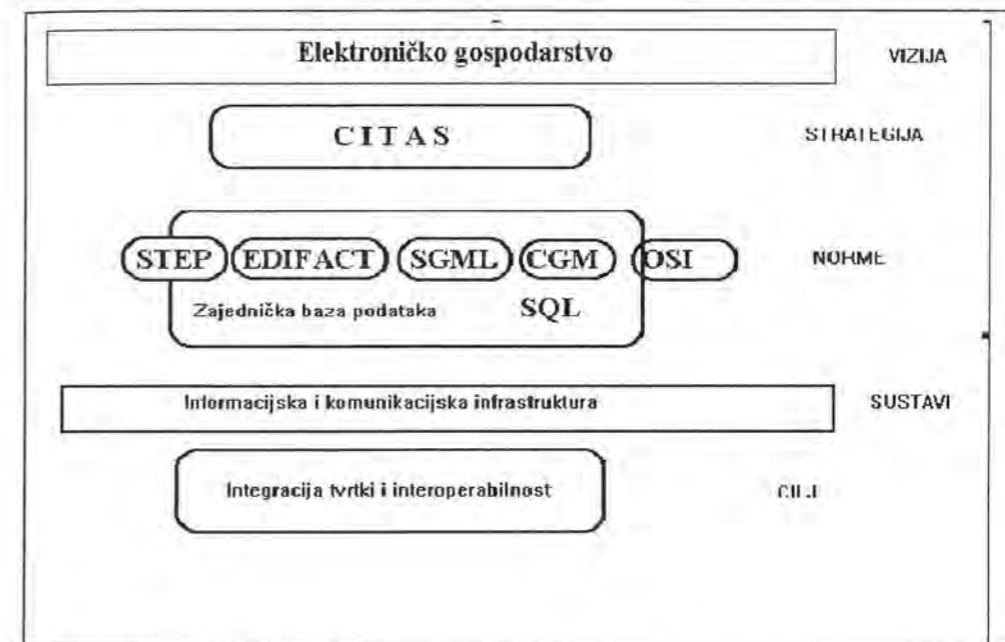 Elektroničko gospodarstvo VIZIJA
C I T A S STRATEGIJA
STEP EDIFACT SGML CGM OSI NORME
Zajednička baza podataka SQL
Informacijska i komunikacijska infrastruktura SUSTAVI
Integracija tvrtki i interoperabilnost CILJ